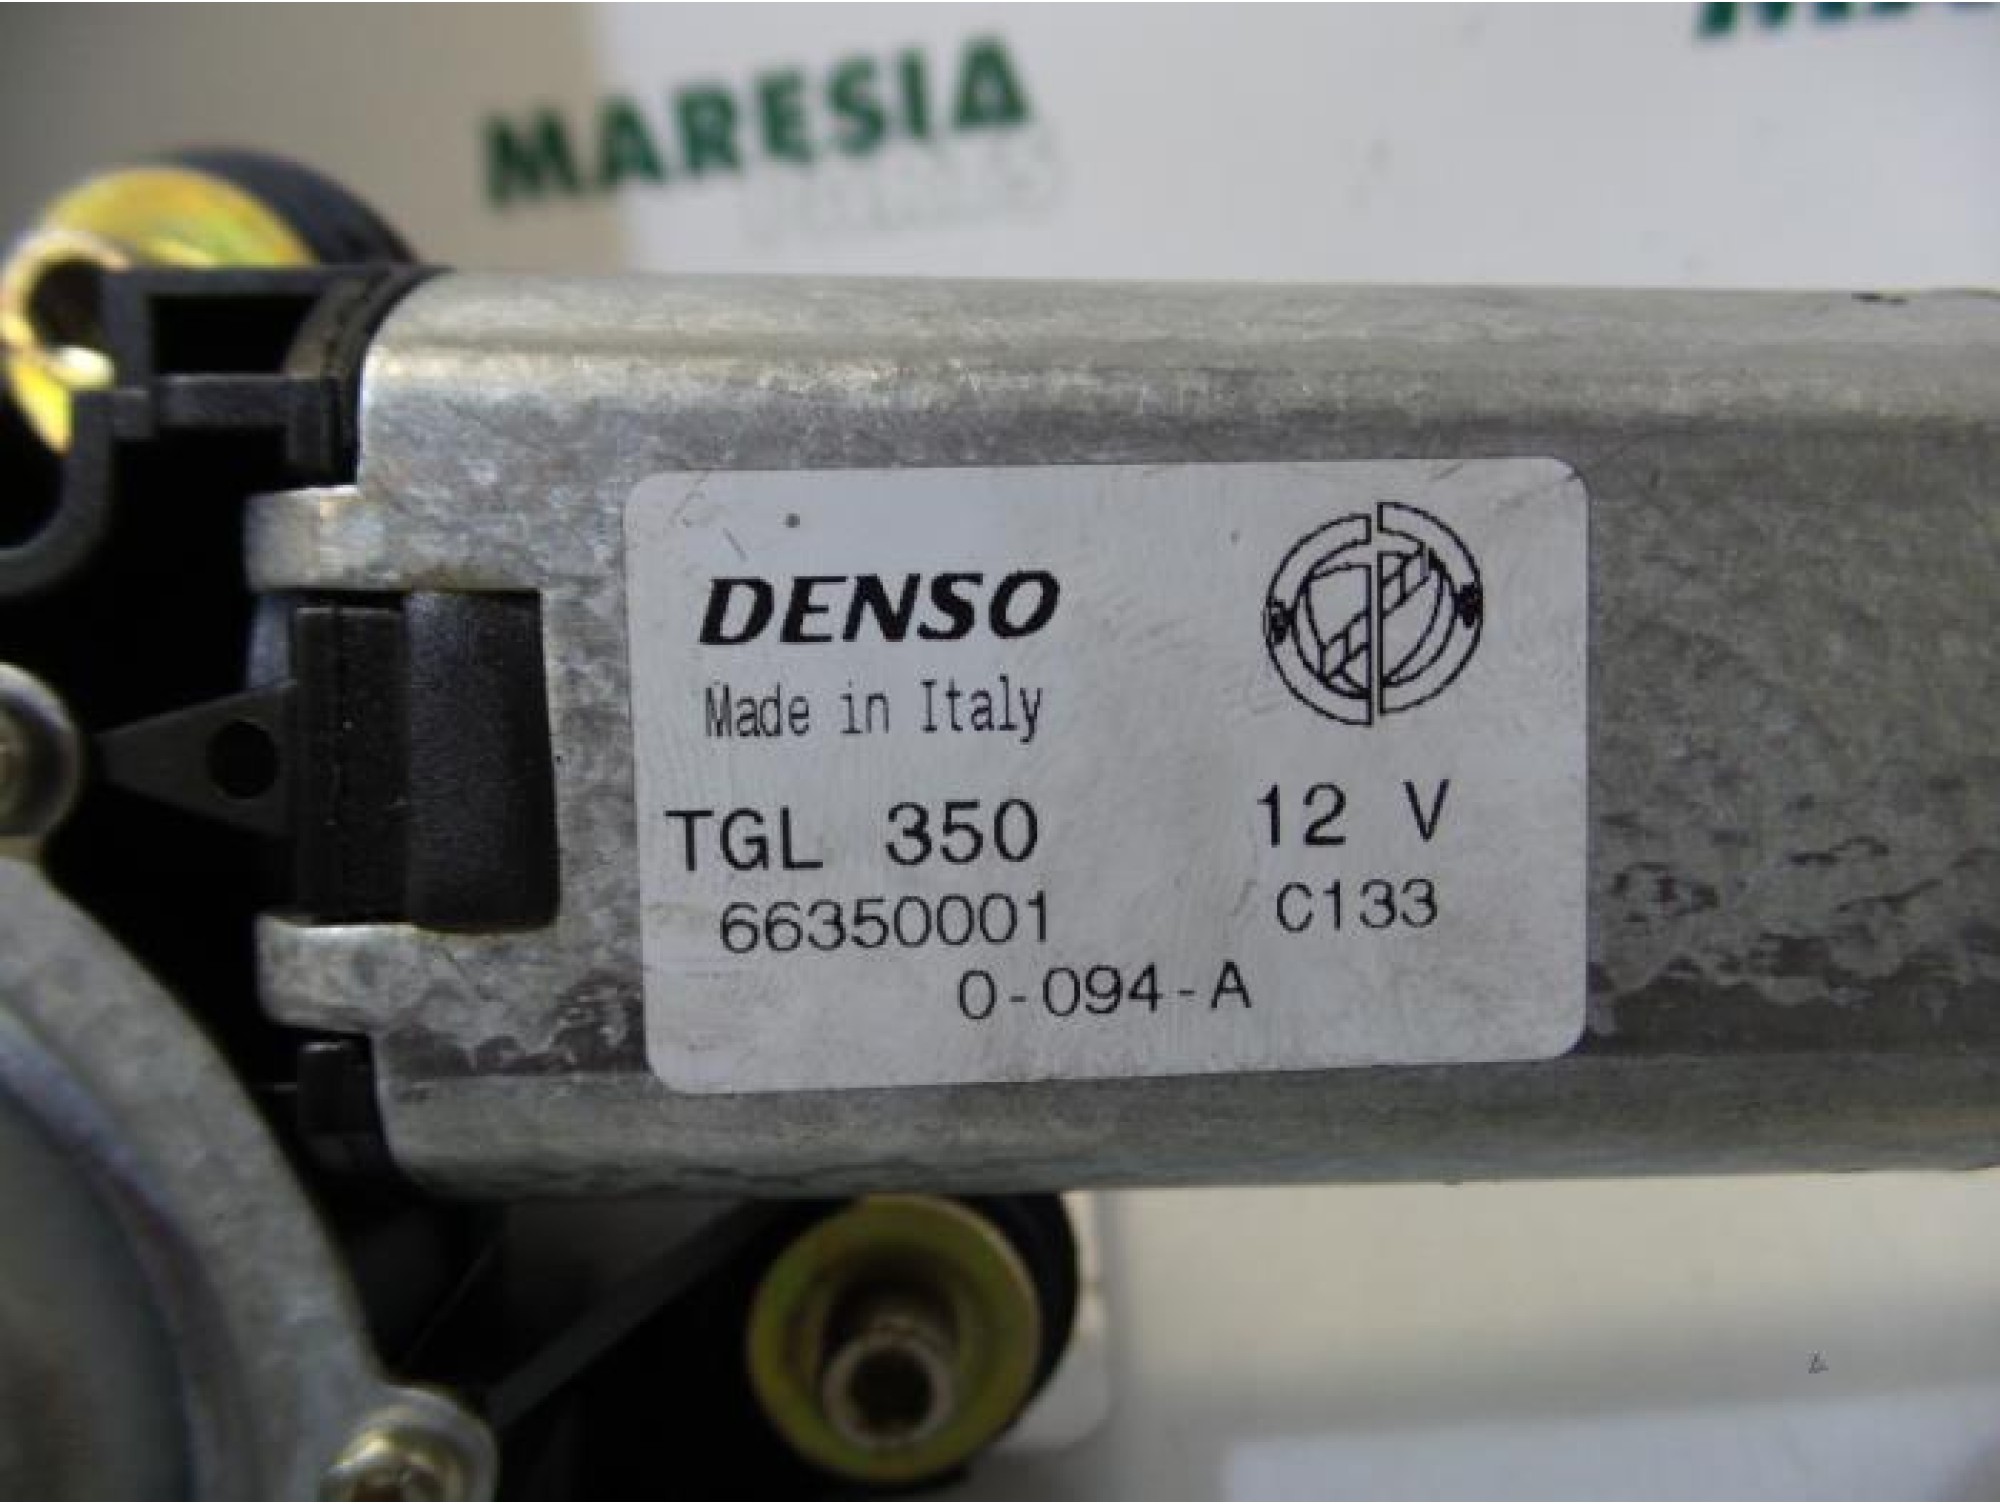 MARESIA
DENSO
Made in Italy
TGL 350 12 V
66350001 C133
0-094-A